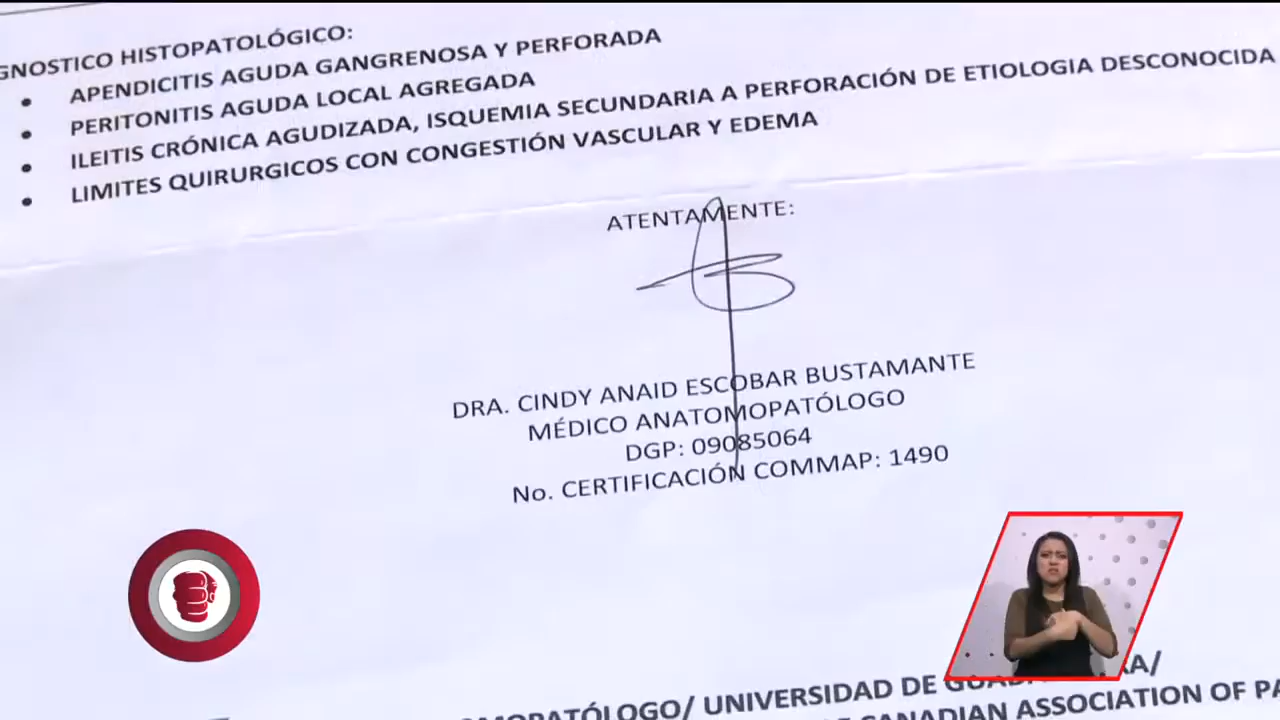 GNOSTICO HISTOPATOLÓGICO:
• APENDICITIS AGUDA GANGRENOSA Y PERFORADA
• PERITONITIS AGUDA LOCAL AGREGADA
• ILEITIS CRÓNICA AGUDIZADA, ISQUEMIA SECUNDARIA A PERFORACIÓN DE ETIOLOGIA DESCONOCIDA
• LIMITES QUIRURGICOS CON CONGESTIÓN VASCULAR Y EDEMA
ATENTAMENTE:
DRA. CINDY ANAID ESCOBAR BUSTAMANTE
MÉDICO ANATOMOPATÓLOGO
DGP: 09085064
No. CERTIFICACIÓN COMMAP: 1490
MOPATÓLOGO/ UNIVERSIDAD DE
CANADIAN ASSOCIATION OF PA